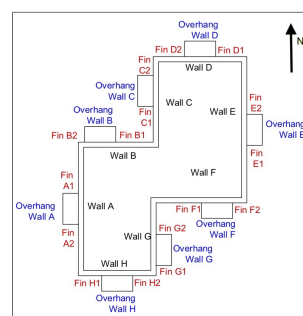 Overhang
Wall D
Fin D2
Fin D1
N
Wall D
Fin
C2
Overhang
Wall C
Wall C
Fin
C1
Wall E
Fin
E2
Overhang
Wall E
Fin
E1
Overhang
Wall B
Fin B2
Fin B1
Wall B
Wall F
Fin
A1
Overhang
Wall A
Wall A
Fin
A2
Fin F1
Fin F2
Overhang
Wall F
Wall G
Fin G2
Overhang
Wall G
Fin G1
Wall H
Fin H1
Fin H2
Overhang
Wall H